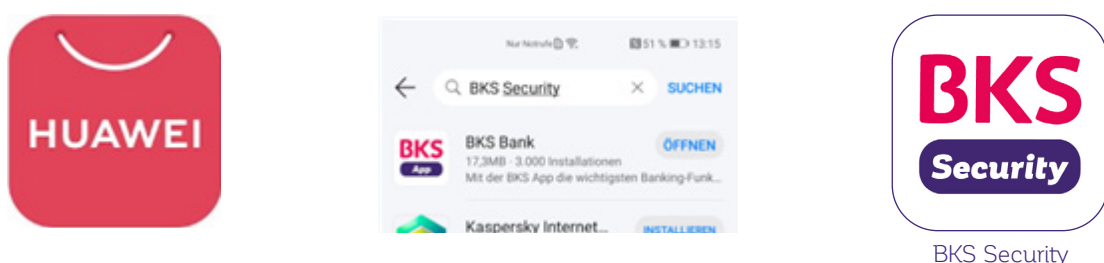 HUAWEI
Nur Notrufe
51 % 13:15
BKS Security
SUCHEN
BKS
App
BKS Bank
17,3MB · 3.000 Installationen
Mit der BKS App die wichtigsten Banking-Funk...
ÖFFNEN
Kaspersky Internet...
INSTALLIEREN
BKS
Security
BKS Security